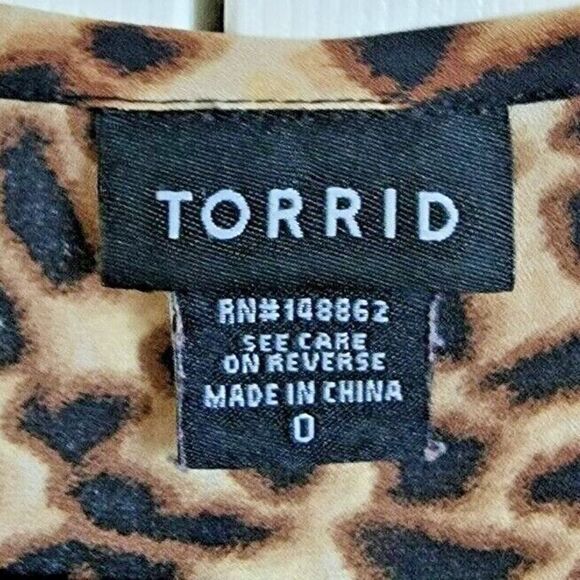 TORRID
RN#148862
SEE CARE
ON REVERSE
MADE IN CHINA
0